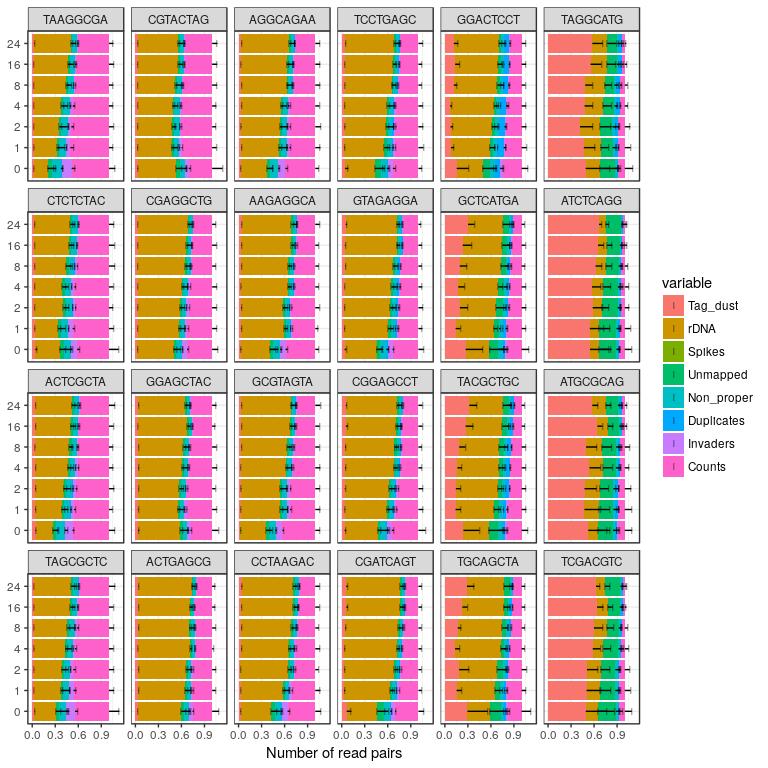 TAAGGCGA CGTACTAG AGGCAGAA TCCTGAGC GGACTCCT TAGGCATG
24
16
8
4
2
1
0
CTCTCTAC CGAGGCTG AAGAGGCA GTAGAGGA GCTCATGA ATCTCAGG
24
16
8
4
2
1
0
ACTCGCTA GGAGCTAC GCGTAGTA CGGAGCCT TACGCTGC ATGCGCAG
24
16
8
4
2
1
0
TAGCGCTC ACTGAGCG CCTAAGAC CGATCAGT TGCAGCTA TCGACGTC
24
16
8
4
2
1
0
0.0 0.3 0.6 0.9 0.0 0.3 0.6 0.9 0.0 0.3 0.6 0.9 0.0 0.3 0.6 0.9 0.0 0.3 0.6 0.9 0.0 0.3 0.6 0.9
Number of read pairs
variable
Tag_dust
rDNA
Spikes
Unmapped
Non_proper
Duplicates
Invaders
Counts